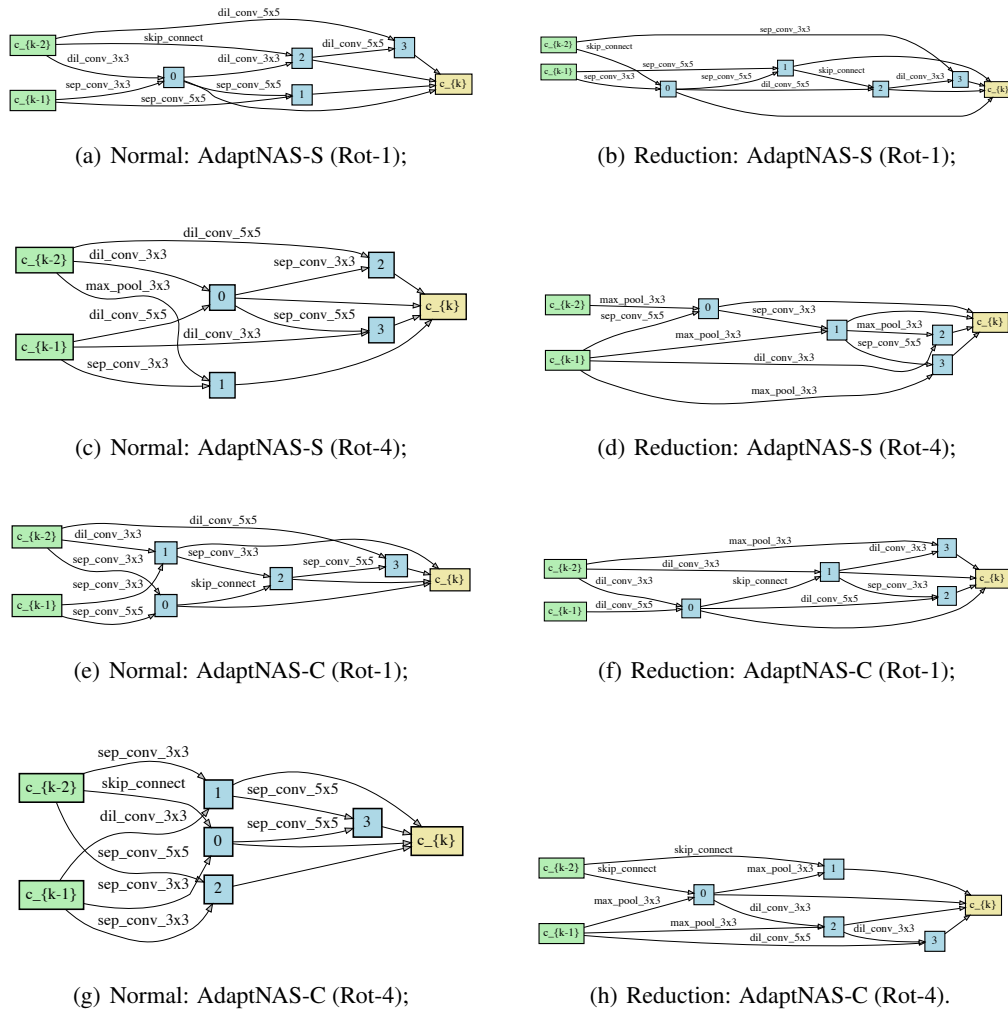 dil_conv_5x5
c_{k-2}
skip_connect
dil_conv_5x5
3
dil_conv_3x3
dil_conv_3x3
2
0
c_{k}
c_{k-1}
sep_conv_3x3
sep_conv_5x5
1
(a) Normal: AdaptNAS-S (Rot-1);
sep_conv_3x3
c_{k-2}
skip_connect
sep_conv_5x5
1
c_{k-1}
sep_conv_3x3
sep_conv_5x5
skip_connect
dil_conv_3x3
3
0
dil_conv_5x5
2
c_{k}
(b) Reduction: AdaptNAS-S (Rot-1);
dil_conv_5x5
c_{k-2}
dil_conv_3x3
sep_conv_3x3
2
max_pool_3x3
0
c_{k}
dil_conv_5x5
sep_conv_5x5
3
c_{k-1}
dil_conv_3x3
sep_conv_3x3
1
(c) Normal: AdaptNAS-S (Rot-4);
c_{k-2}
max_pool_3x3
0
sep_conv_5x5
sep_conv_3x3
c_{k}
max_pool_3x3
1
max_pool_3x3
2
c_{k-1}
dil_conv_3x3
sep_conv_5x5
3
max_pool_3x3
(d) Reduction: AdaptNAS-S (Rot-4);
dil_conv_5x5
c_{k-2}
dil_conv_3x3
1
sep_conv_3x3
sep_conv_3x3
sep_conv_5x5
3
2
c_{k}
sep_conv_3x3
skip_connect
c_{k-1}
sep_conv_5x5
0
(e) Normal: AdaptNAS-C (Rot-1);
max_pool_3x3
3
c_{k-2}
dil_conv_3x3
1
dil_conv_3x3
c_{k}
dil_conv_3x3
skip_connect
sep_conv_3x3
c_{k-1}
dil_conv_5x5
0
dil_conv_5x5
2
(f) Reduction: AdaptNAS-C (Rot-1);
sep_conv_3x3
c_{k-2}
skip_connect
1
sep_conv_5x5
dil_conv_3x3
0
sep_conv_5x5
3
c_{k}
sep_conv_5x5
c_{k-1}
sep_conv_3x3
2
sep_conv_3x3
(g) Normal: AdaptNAS-C (Rot-4);
skip_connect
c_{k-2}
skip_connect
max_pool_3x3
1
max_pool_3x3
0
dil_conv_3x3
c_{k}
c_{k-1}
max_pool_3x3
2
dil_conv_3x3
dil_conv_5x5
3
(h) Reduction: AdaptNAS-C (Rot-4).